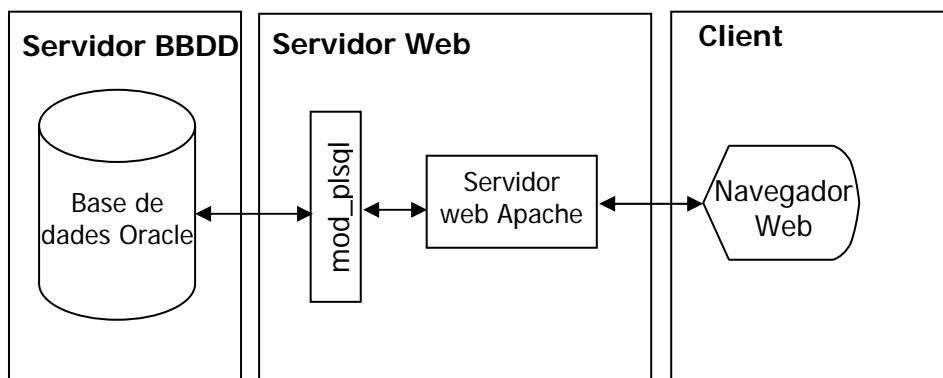 Servidor BBDD
Servidor Web
Client
Base de
dades Oracle
mod_plsql
Servidor
web Apache
Navegador
Web